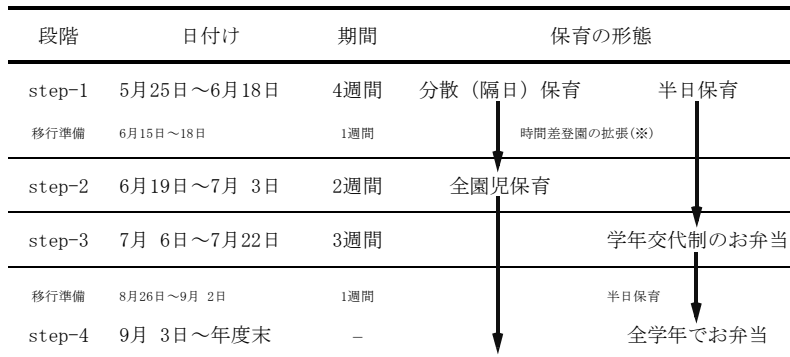 段階 日付け 期間 保育の形態
step-1 5月25日～6月18日 4週間 分散（隔日）保育 半日保育
移行準備 6月15日～18日 1週間 時間差登園の拡張(※)
step-2 6月19日～7月 3日 2週間 全園児保育
step-3 7月 6日～7月22日 3週間 学年交代制のお弁当
移行準備 8月26日～9月 2日 1週間 半日保育
step-4 9月 3日～年度末 － 全学年でお弁当